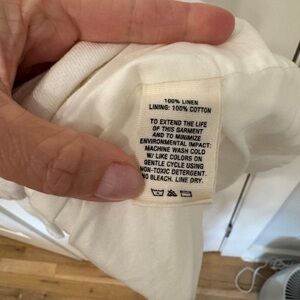 100% LINEN
LINING: 100% COTTON
TO EXTEND THE LIFE
OF THIS GARMENT
AND TO MINIMIZE
ENVIRONMENTAL IMPACT:
MACHINE WASH COLD
W/ LIKE COLORS ON
GENTLE CYCLE USING
NON-TOXIC DETERGENT.
NO BLEACH. LINE DRY.